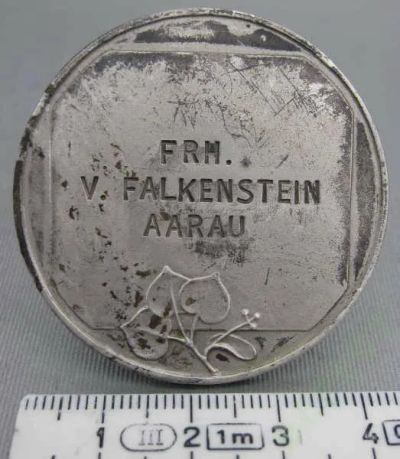 FRH.
V FALKENSTEIN
AARAU
1 III 2 1m 3 4